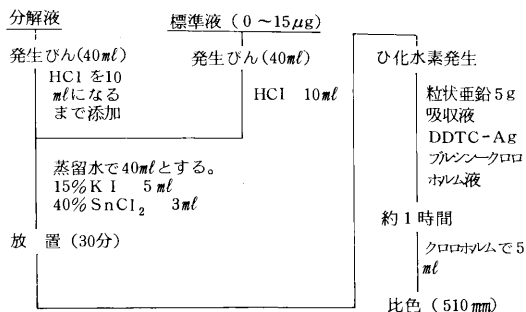 分解液
発生びん(40ml)
HClを10
mlになる
まで添加
標準液(0～15μg)
発生びん(40ml)
HCl 10ml
蒸留水で40mlとする。
15%KI 5ml
40%SnCl₂ 3ml
放置(30分)
ひ化水素発生
粒状亜鉛5g
吸収液
DDTC-Ag
ブルシン-クロロ
ホルム液
約1時間
クロロホルムで5
ml
比色(510mm)